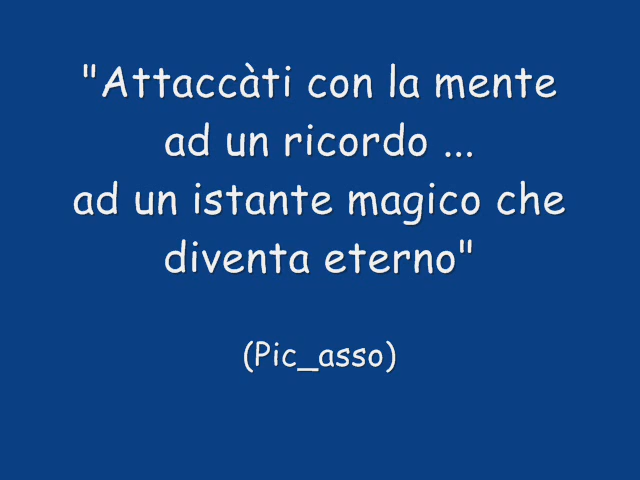 "Attaccàti con la mente
ad un ricordo ...
ad un istante magico che
diventa eterno"
(Pic_asso)